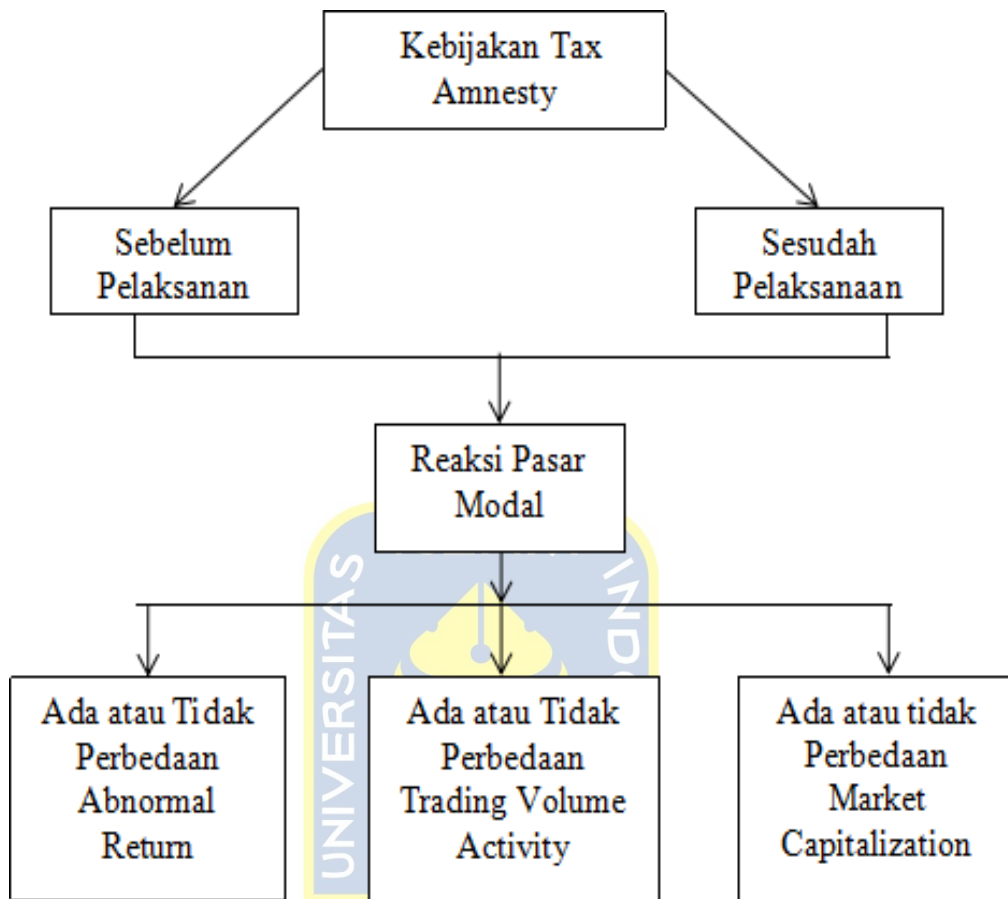 Kebijakan Tax
Amnesty
Sebelum
Pelaksanan
Sesudah
Pelaksanaan
Reaksi Pasar
Modal
UNIVERSITAS
Ada atau Tidak
Perbedaan
Abnormal
Return
Ada atau Tidak
Perbedaan
Trading Volume
Activity
Ada atau tidak
Perbedaan
Market
Capitalization